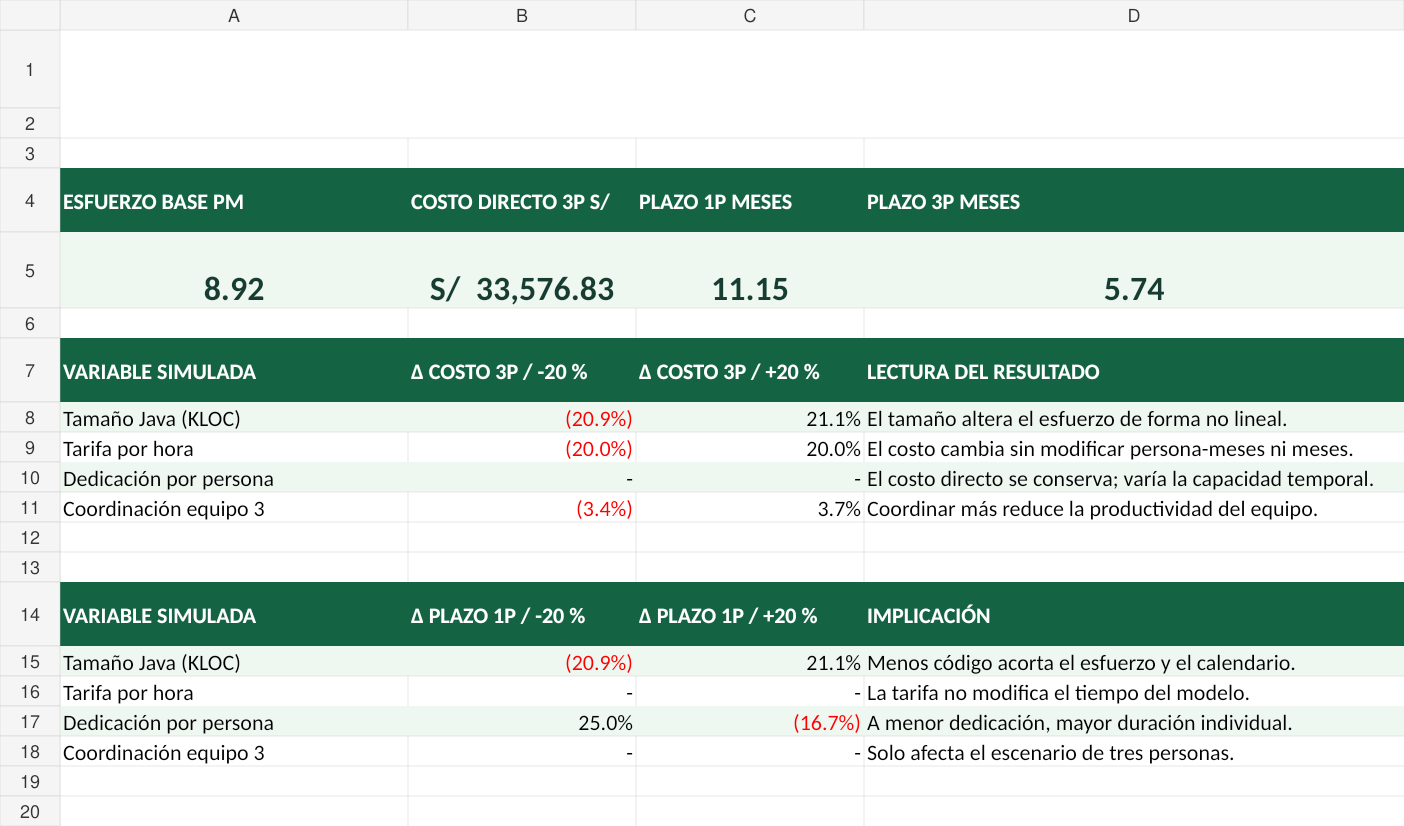 A B C D
1
2
3
4 ESFUERZO BASE PM COSTO DIRECTO 3P S/ PLAZO 1P MESES PLAZO 3P MESES
5 8.92 S/ 33,576.83 11.15 5.74
6
7 VARIABLE SIMULADA Δ COSTO 3P / -20 % Δ COSTO 3P / +20 % LECTURA DEL RESULTADO
8 Tamaño Java (KLOC) (20.9%) 21.1% El tamaño altera el esfuerzo de forma no lineal.
9 Tarifa por hora (20.0%) 20.0% El costo cambia sin modificar persona-meses ni meses.
10 Dedicación por persona - - El costo directo se conserva; varía la capacidad temporal.
11 Coordinación equipo 3 (3.4%) 3.7% Coordinar más reduce la productividad del equipo.
12
13
14 VARIABLE SIMULADA Δ PLAZO 1P / -20 % Δ PLAZO 1P / +20 % IMPLICACIÓN
15 Tamaño Java (KLOC) (20.9%) 21.1% Menos código acorta el esfuerzo y el calendario.
16 Tarifa por hora - - La tarifa no modifica el tiempo del modelo.
17 Dedicación por persona 25.0% (16.7%) A menor dedicación, mayor duración individual.
18 Coordinación equipo 3 - - Solo afecta el escenario de tres personas.
19
20